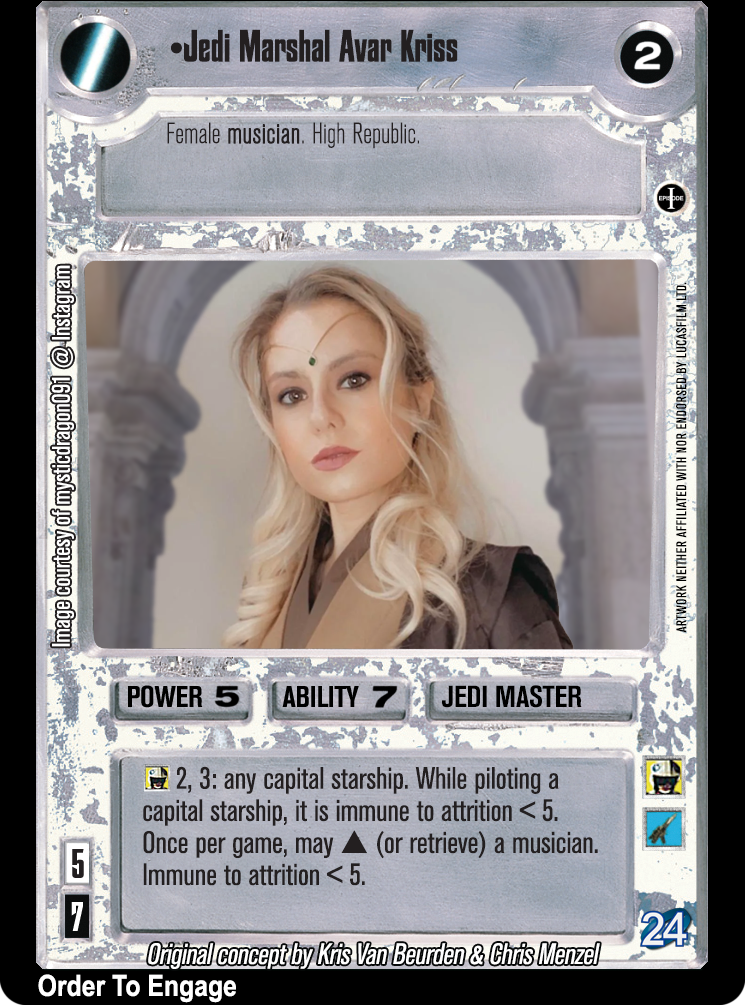 •Jedi Marshal Avar Kriss
2
Female musician. High Republic.
EPISODE I
Image courtesy of mysticdragon091 @ Instagram
ARTWORK NEITHER AFFILIATED WITH NOR ENDORSED BY LUCASFILM LTD.
POWER 5 ABILITY 7 JEDI MASTER
2, 3: any capital starship. While piloting a
capital starship, it is immune to attrition < 5.
Once per game, may ▲ (or retrieve) a musician.
Immune to attrition < 5.
5
7
24
Original concept by Kris Van Beurden & Chris Menzel
Order To Engage